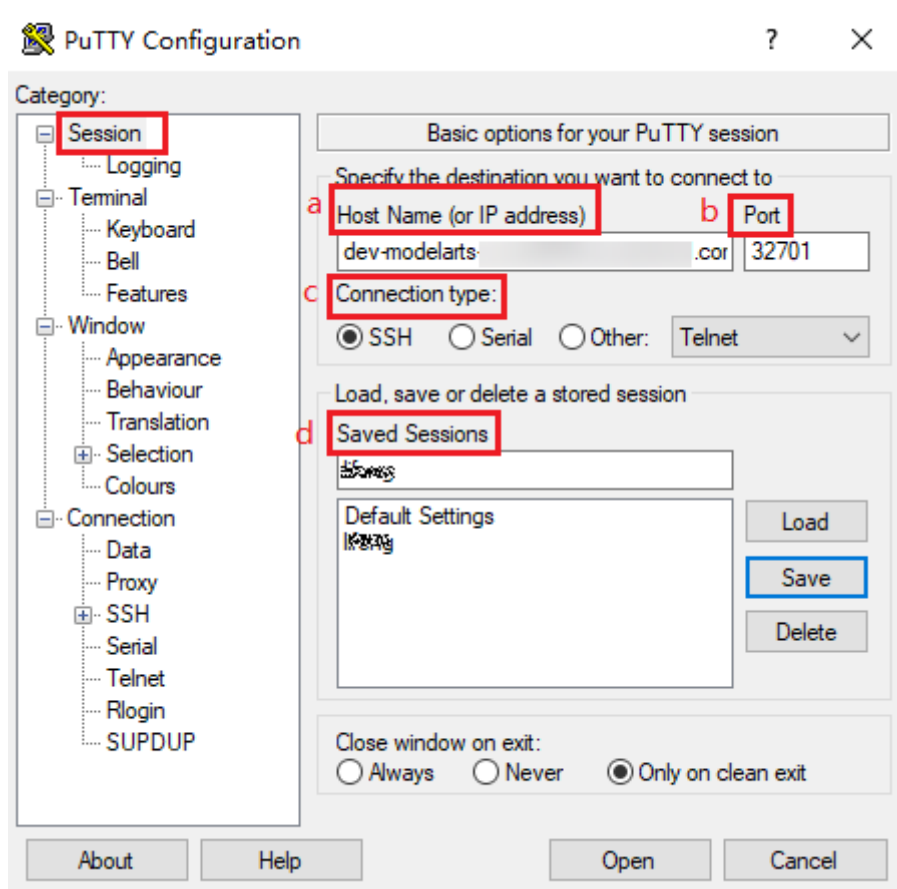 PuTTY Configuration
?
Category:
Session
Logging
Terminal
Keyboard
Bell
Features
Window
Appearance
Behaviour
Translation
Selection
Colours
Connection
Data
Proxy
SSH
Serial
Telnet
Rlogin
SUPDUP
Basic options for your PuTTY session
Specify the destination you want to connect to
a Host Name (or IP address) b Port
dev-modelarts- .cor 32701
c Connection type:
SSH Serial Other: Telnet
Load, save or delete a stored session
d Saved Sessions
Default Settings
Load
Save
Delete
Close window on exit:
Always Never Only on clean exit
About Help Open Cancel